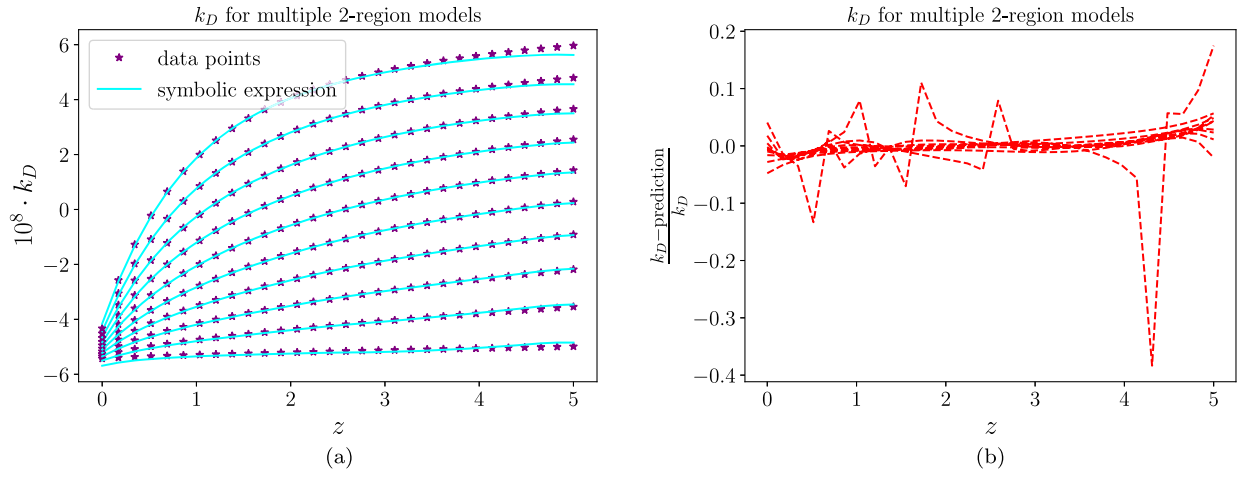 k_D for multiple 2-region models
data points
symbolic expression
10^8 · k_D
6
4
2
0
−2
−4
−6
0 1 2 3 4 5
z
(a)
k_D for multiple 2-region models
k_D−prediction
k_D
0.2
0.1
0.0
−0.1
−0.2
−0.3
−0.4
0 1 2 3 4 5
z
(b)